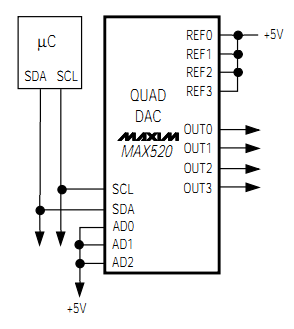 µC
SDA SCL
REF0
+5V
REF1
REF2
REF3
QUAD
DAC
MAXIM
MAX520
OUT0
OUT1
OUT2
OUT3
SCL
SDA
AD0
AD1
AD2
+5V